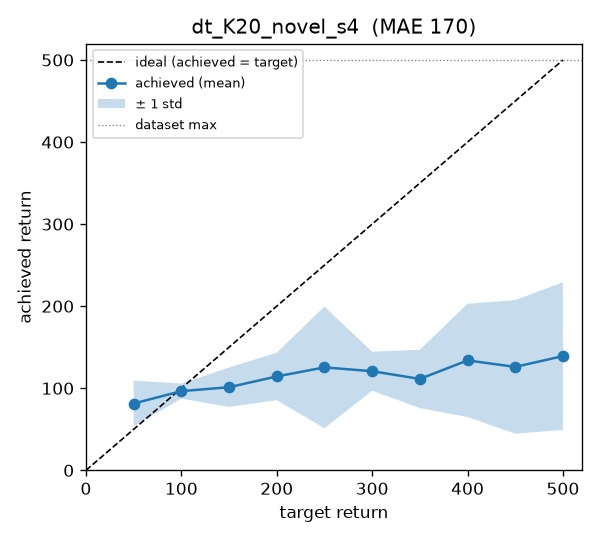 dt_K20_novel_s4  (MAE 170)
500
400
300
200
100
0
achieved return
ideal (achieved = target)
achieved (mean)
± 1 std
dataset max
0 100 200 300 400 500
target return